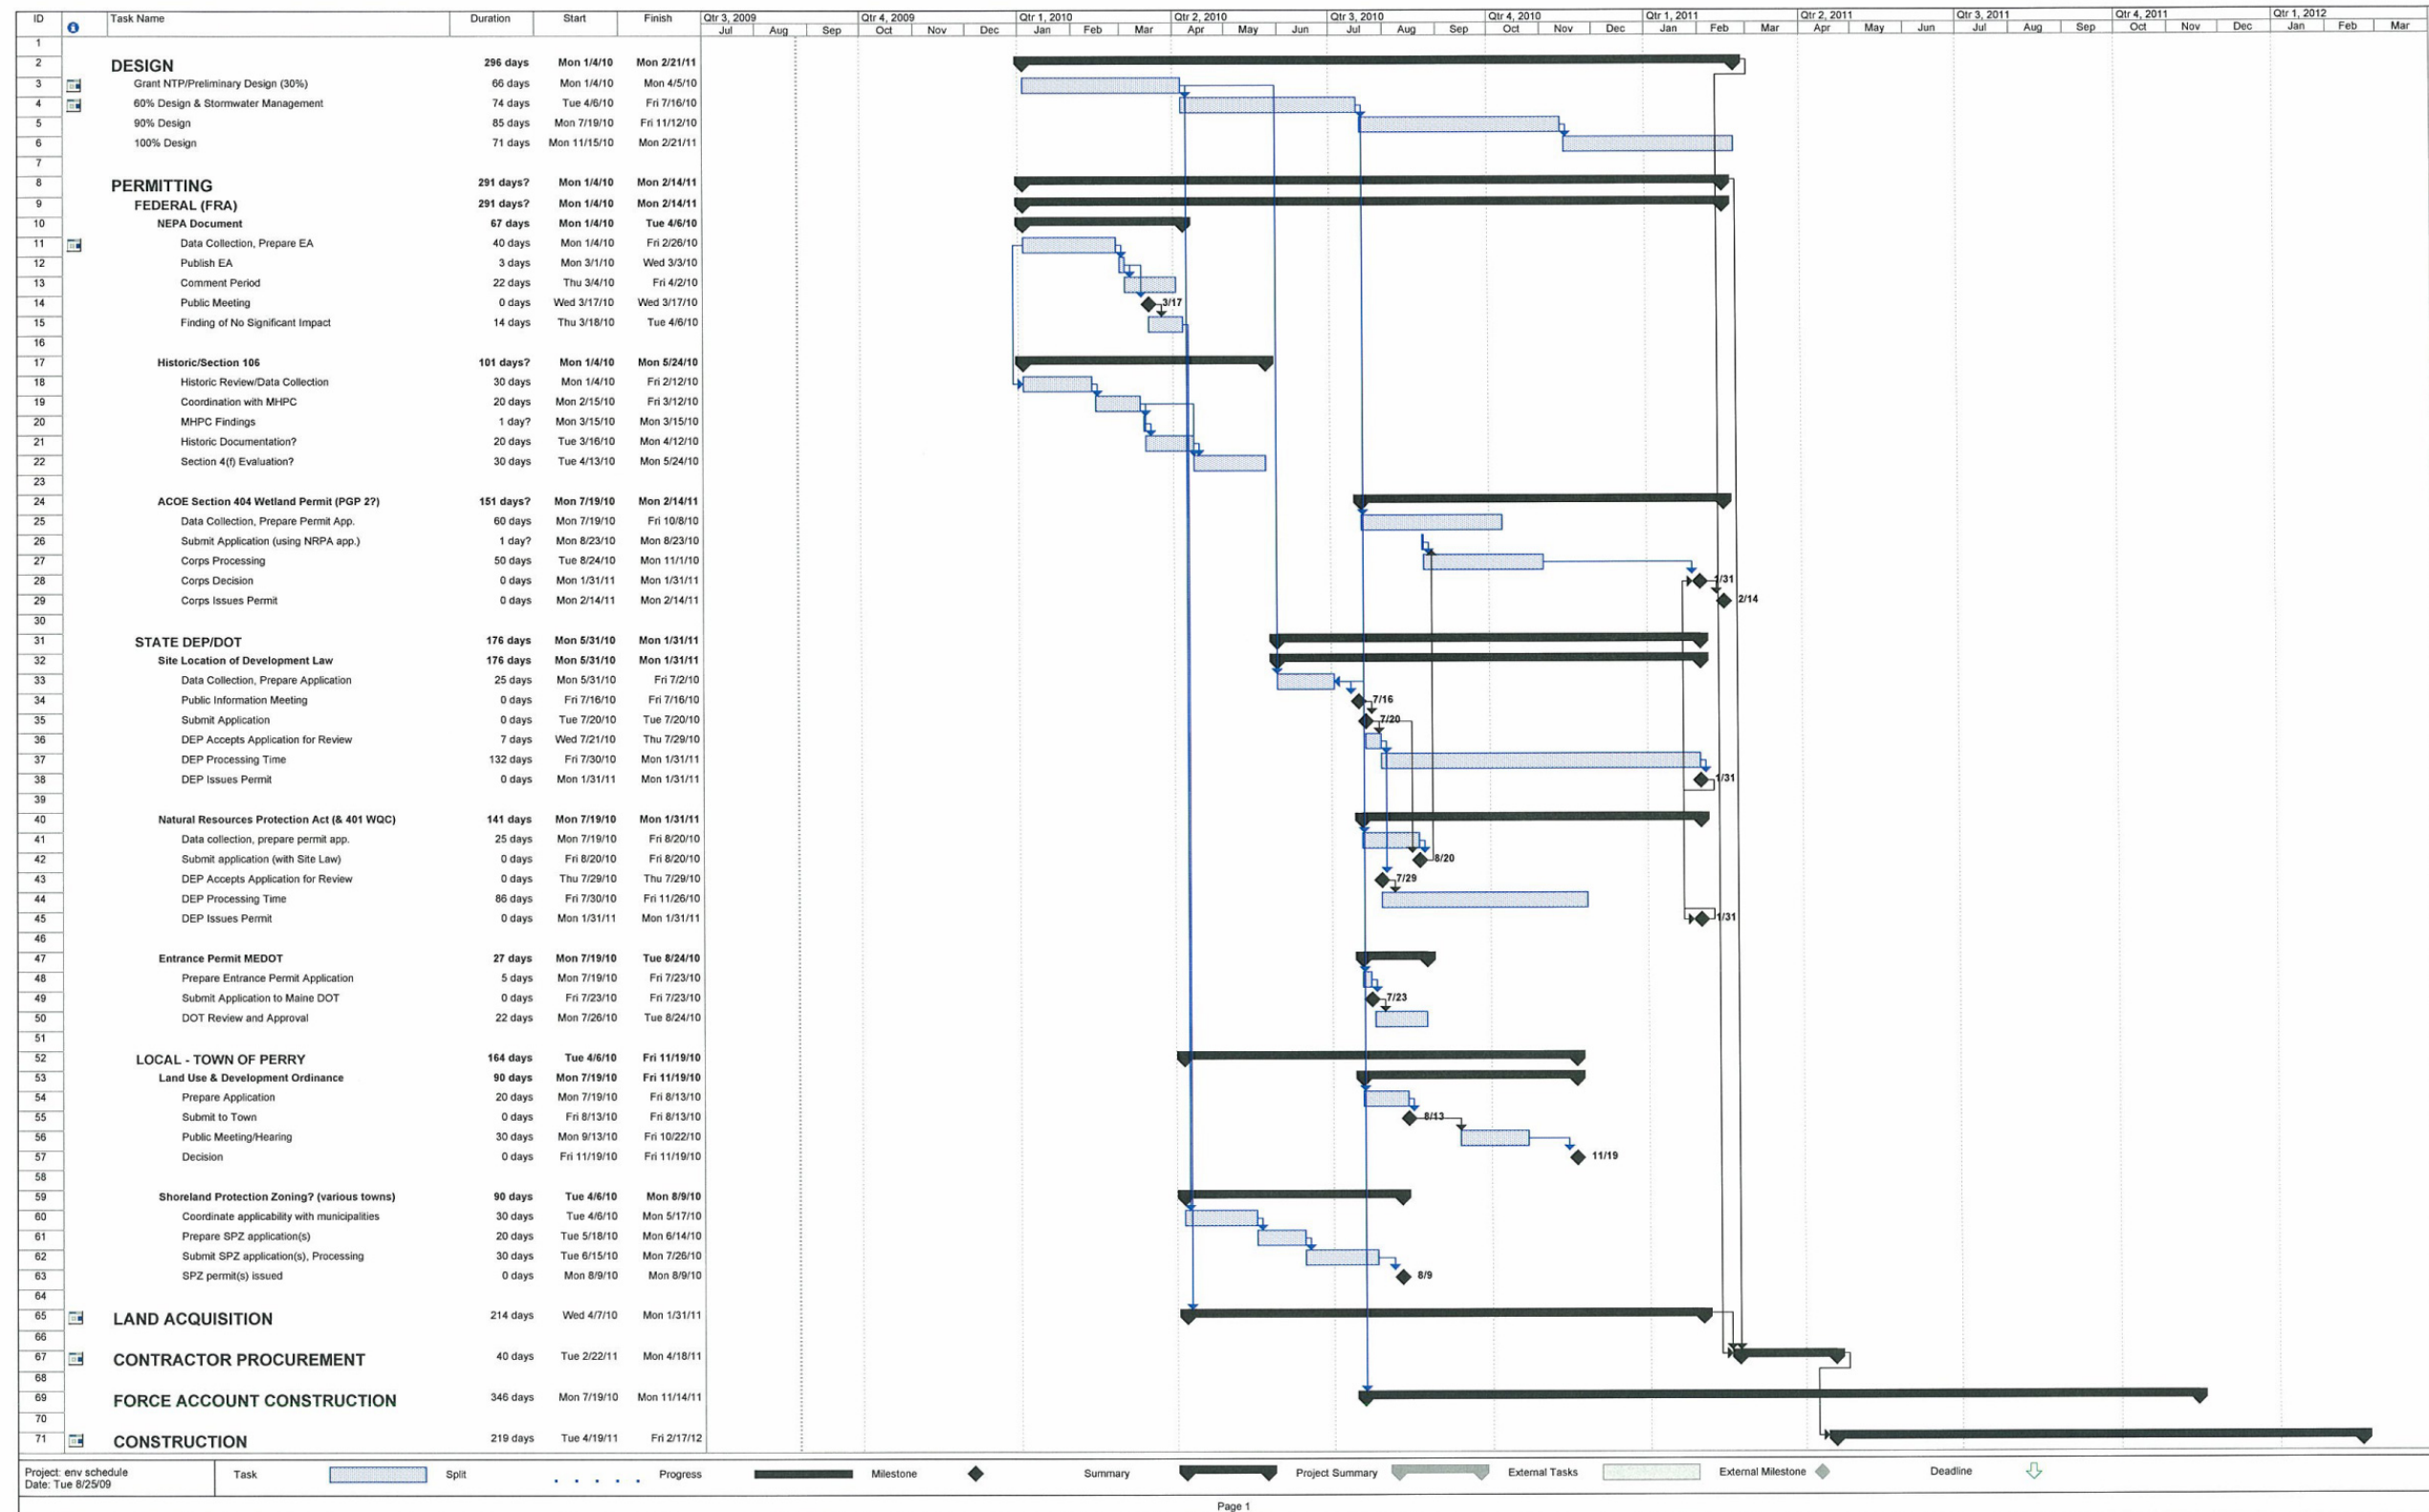 ID Task Name Duration Start Finish Qtr 3, 2009 Qtr 4, 2009 Qtr 1, 2010 Qtr 2, 2010 Qtr 3, 2010 Qtr 4, 2010 Qtr 1, 2011 Qtr 2, 2011 Qtr 3, 2011 Qtr 4, 2011 Qtr 1, 2012
Jul Aug Sep Oct Nov Dec Jan Feb Mar Apr May Jun Jul Aug Sep Oct Nov Dec Jan Feb Mar Apr May Jun Jul Aug Sep Oct Nov Dec Jan Feb Mar
1
2 DESIGN 296 days Mon 1/4/10 Mon 2/21/11
3 Grant NTP/Preliminary Design (30%) 66 days Mon 1/4/10 Mon 4/5/10
4 60% Design & Stormwater Management 74 days Tue 4/6/10 Fri 7/16/10
5 90% Design 85 days Mon 7/19/10 Fri 11/12/10
6 100% Design 71 days Mon 11/15/10 Mon 2/21/11
7
8 PERMITTING 291 days? Mon 1/4/10 Mon 2/14/11
9 FEDERAL (FRA) 291 days? Mon 1/4/10 Mon 2/14/11
10 NEPA Document 67 days Mon 1/4/10 Tue 4/6/10
11 Data Collection, Prepare EA 40 days Mon 1/4/10 Fri 2/26/10
12 Publish EA 3 days Mon 3/1/10 Wed 3/3/10
13 Comment Period 22 days Thu 3/4/10 Fri 4/2/10
14 Public Meeting 0 days Wed 3/17/10 Wed 3/17/10 3/17
15 Finding of No Significant Impact 14 days Thu 3/18/10 Tue 4/6/10
16
17 Historic/Section 106 101 days? Mon 1/4/10 Mon 5/24/10
18 Historic Review/Data Collection 30 days Mon 1/4/10 Fri 2/12/10
19 Coordination with MHPC 20 days Mon 2/15/10 Fri 3/12/10
20 MHPC Findings 1 day? Mon 3/15/10 Mon 3/15/10
21 Historic Documentation? 20 days Tue 3/16/10 Mon 4/12/10
22 Section 4(f) Evaluation? 30 days Tue 4/13/10 Mon 5/24/10
23
24 ACOE Section 404 Wetland Permit (PGP 2?) 151 days? Mon 7/19/10 Mon 2/14/11
25 Data Collection, Prepare Permit App. 60 days Mon 7/19/10 Fri 10/8/10
26 Submit Application (using NRPA app.) 1 day? Mon 8/23/10 Mon 8/23/10
27 Corps Processing 50 days Tue 8/24/10 Mon 11/1/10
28 Corps Decision 0 days Mon 1/31/11 Mon 1/31/11 1/31
29 Corps Issues Permit 0 days Mon 2/14/11 Mon 2/14/11 2/14
30
31 STATE DEP/DOT 176 days Mon 5/31/10 Mon 1/31/11
32 Site Location of Development Law 176 days Mon 5/31/10 Mon 1/31/11
33 Data Collection, Prepare Application 25 days Mon 5/31/10 Fri 7/2/10
34 Public Information Meeting 0 days Fri 7/16/10 Fri 7/16/10 7/16
35 Submit Application 0 days Tue 7/20/10 Tue 7/20/10 7/20
36 DEP Accepts Application for Review 7 days Wed 7/21/10 Thu 7/29/10
37 DEP Processing Time 132 days Fri 7/30/10 Mon 1/31/11
38 DEP Issues Permit 0 days Mon 1/31/11 Mon 1/31/11 1/31
39
40 Natural Resources Protection Act (& 401 WQC) 141 days Mon 7/19/10 Mon 1/31/11
41 Data collection, prepare permit app. 25 days Mon 7/19/10 Fri 8/20/10
42 Submit application (with Site Law) 0 days Fri 8/20/10 Fri 8/20/10 8/20
43 DEP Accepts Application for Review 0 days Thu 7/29/10 Thu 7/29/10 7/29
44 DEP Processing Time 86 days Fri 7/30/10 Fri 11/26/10
45 DEP Issues Permit 0 days Mon 1/31/11 Mon 1/31/11 1/31
46
47 Entrance Permit MEDOT 27 days Mon 7/19/10 Tue 8/24/10
48 Prepare Entrance Permit Application 5 days Mon 7/19/10 Fri 7/23/10
49 Submit Application to Maine DOT 0 days Fri 7/23/10 Fri 7/23/10 7/23
50 DOT Review and Approval 22 days Mon 7/26/10 Tue 8/24/10
51
52 LOCAL - TOWN OF PERRY 164 days Tue 4/6/10 Fri 11/19/10
53 Land Use & Development Ordinance 90 days Mon 7/19/10 Fri 11/19/10
54 Prepare Application 20 days Mon 7/19/10 Fri 8/13/10
55 Submit to Town 0 days Fri 8/13/10 Fri 8/13/10 8/13
56 Public Meeting/Hearing 30 days Mon 9/13/10 Fri 10/22/10
57 Decision 0 days Fri 11/19/10 Fri 11/19/10 11/19
58
59 Shoreland Protection Zoning? (various towns) 90 days Tue 4/6/10 Mon 8/9/10
60 Coordinate applicability with municipalities 30 days Tue 4/6/10 Mon 5/17/10
61 Prepare SPZ application(s) 20 days Tue 5/18/10 Mon 6/14/10
62 Submit SPZ application(s), Processing 30 days Tue 6/15/10 Mon 7/26/10
63 SPZ permit(s) issued 0 days Mon 8/9/10 Mon 8/9/10 8/9
64
65 LAND ACQUISITION 214 days Wed 4/7/10 Mon 1/31/11
66
67 CONTRACTOR PROCUREMENT 40 days Tue 2/22/11 Mon 4/18/11
68
69 FORCE ACCOUNT CONSTRUCTION 346 days Mon 7/19/10 Mon 11/14/11
70
71 CONSTRUCTION 219 days Tue 4/19/11 Fri 2/17/12
Project: env schedule
Date: Tue 8/25/09
Task Split Progress Milestone Summary Project Summary External Tasks External Milestone Deadline
Page 1